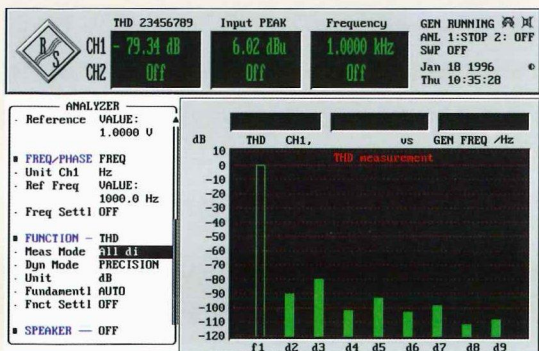 THD 23456789 Input PEAK Frequency
GEN RUNNING
ANL 1:STOP 2: OFF
SWP OFF
Jan 18 1996
Thu 10:35:28
R S
CH1 - 79.34 dB 6.02 dBu 1.0000 kHz
CH2 Off Off Off
ANALYZER
Reference VALUE:
1.0000 V
FREQ/PHASE FREQ
Unit Ch1 Hz
Ref Freq VALUE:
1000.0 Hz
Freq Settl OFF
FUNCTION — THD
Meas Mode All di
Dyn Mode PRECISION
Unit dB
Fundamentl AUTO
Fnct Settl OFF
SPEAKER — OFF
dB THD CH1, vs GEN FREQ /Hz
THD measurement
10
0
-10
-20
-30
-40
-50
-60
-70
-80
-90
-100
-110
-120
f1 d2 d3 d4 d5 d6 d7 d8 d9